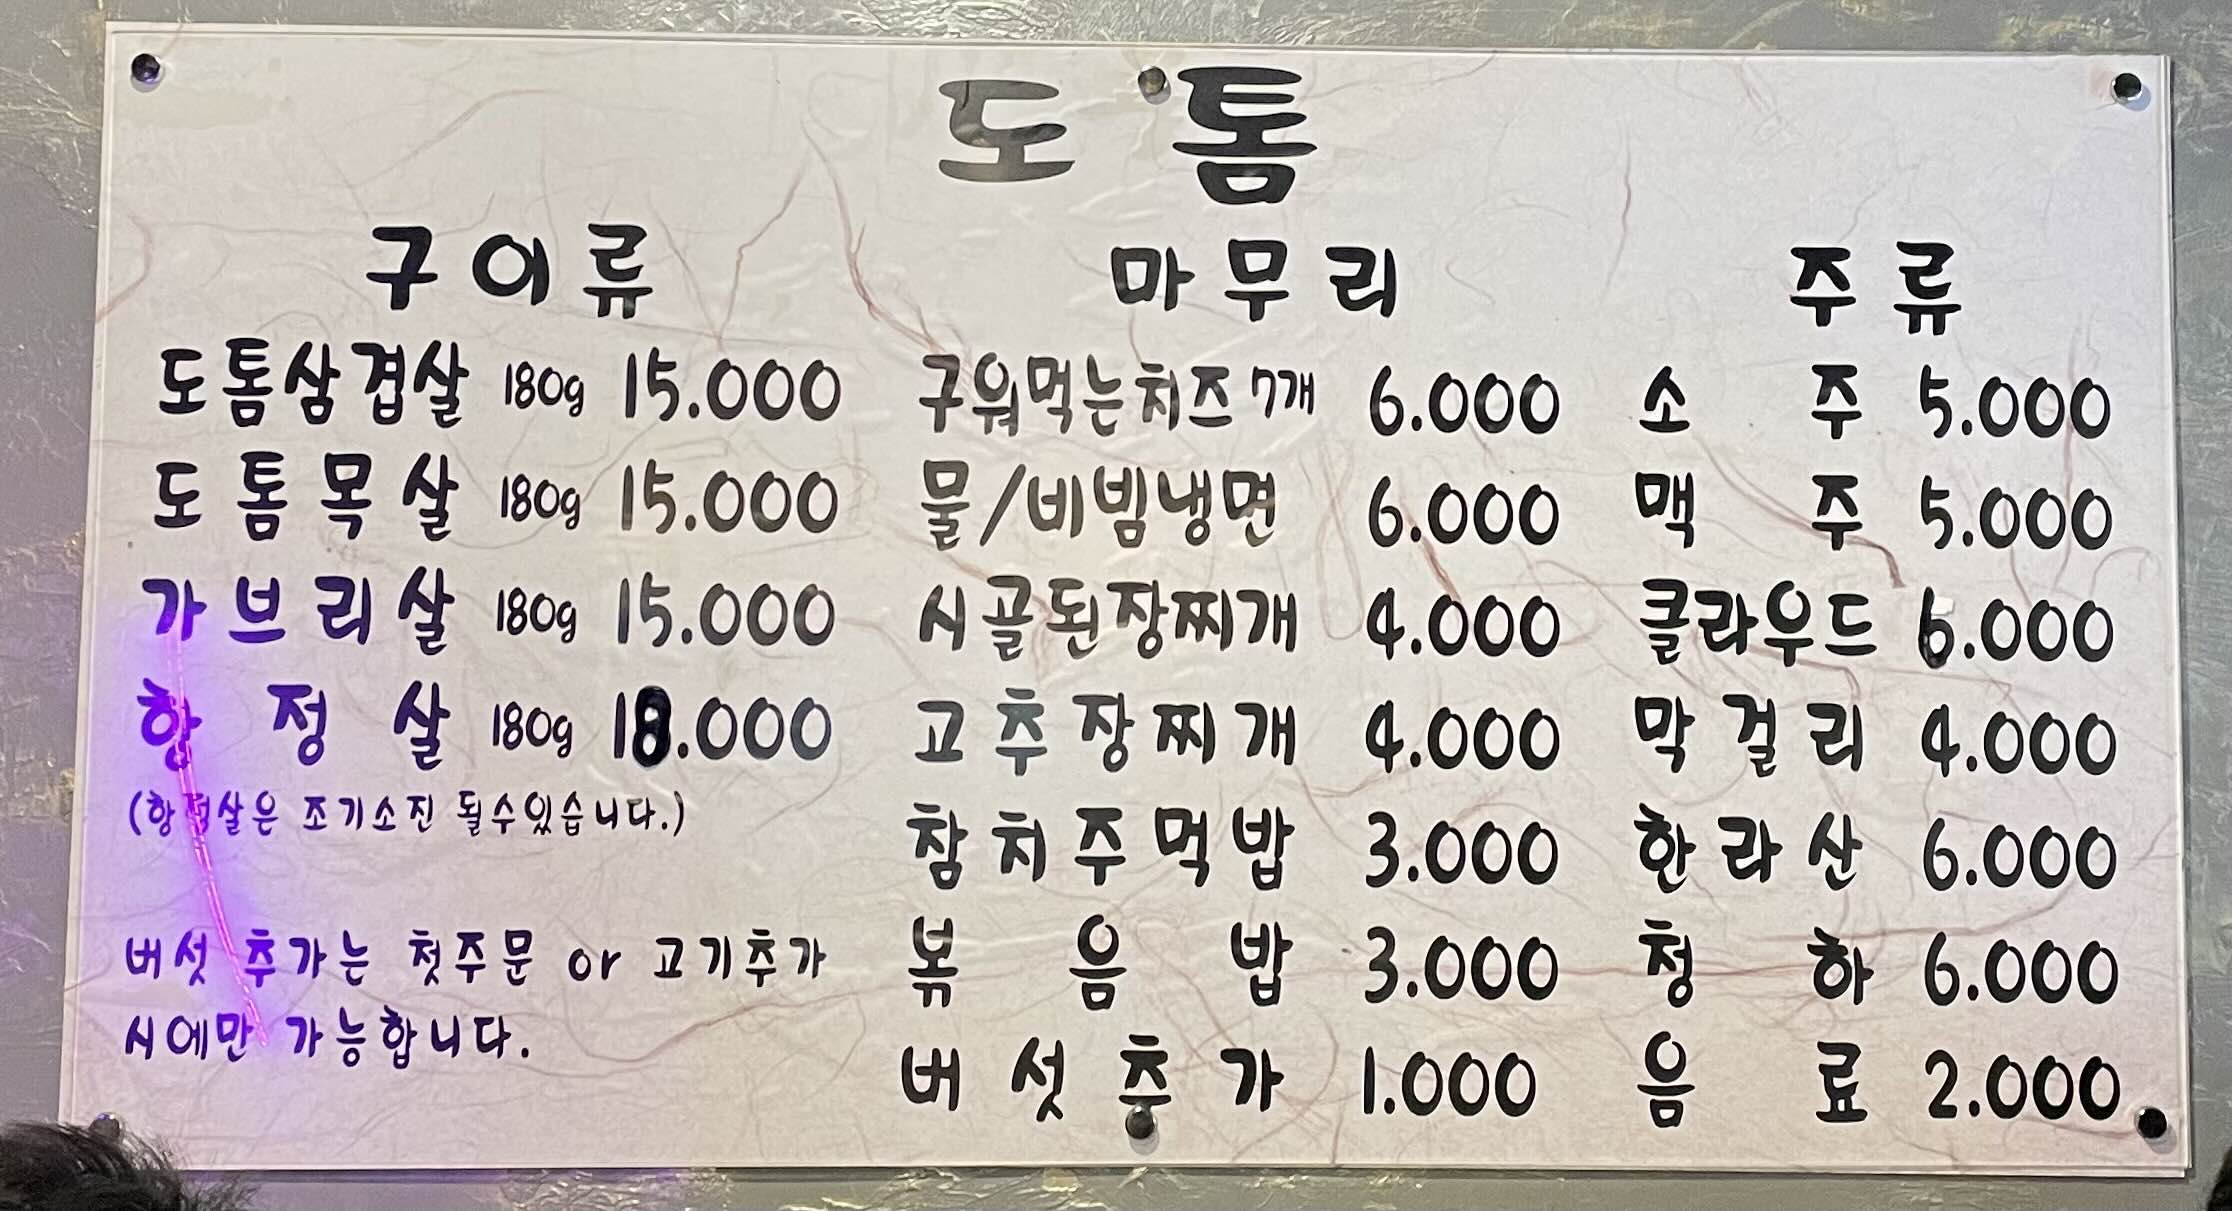 도톰
구이류
도톰삼겹살 180g 15.000
도톰목살 180g 15.000
가브리살 180g 15.000
항정살 180g 18.000
(항정살은 조기소진 될수있습니다.)
버섯 추가는 첫주문 or 고기추가
시에만 가능합니다.
마무리
구워먹는치즈 7개 6.000
물/비빔냉면 6.000
시골된장찌개 4.000
고추장찌개 4.000
참치주먹밥 3.000
볶음밥 3.000
버섯추가 1.000
주류
소주 5.000
맥주 5.000
클라우드 6.000
막걸리 4.000
한라산 6.000
청하 6.000
음료 2.000